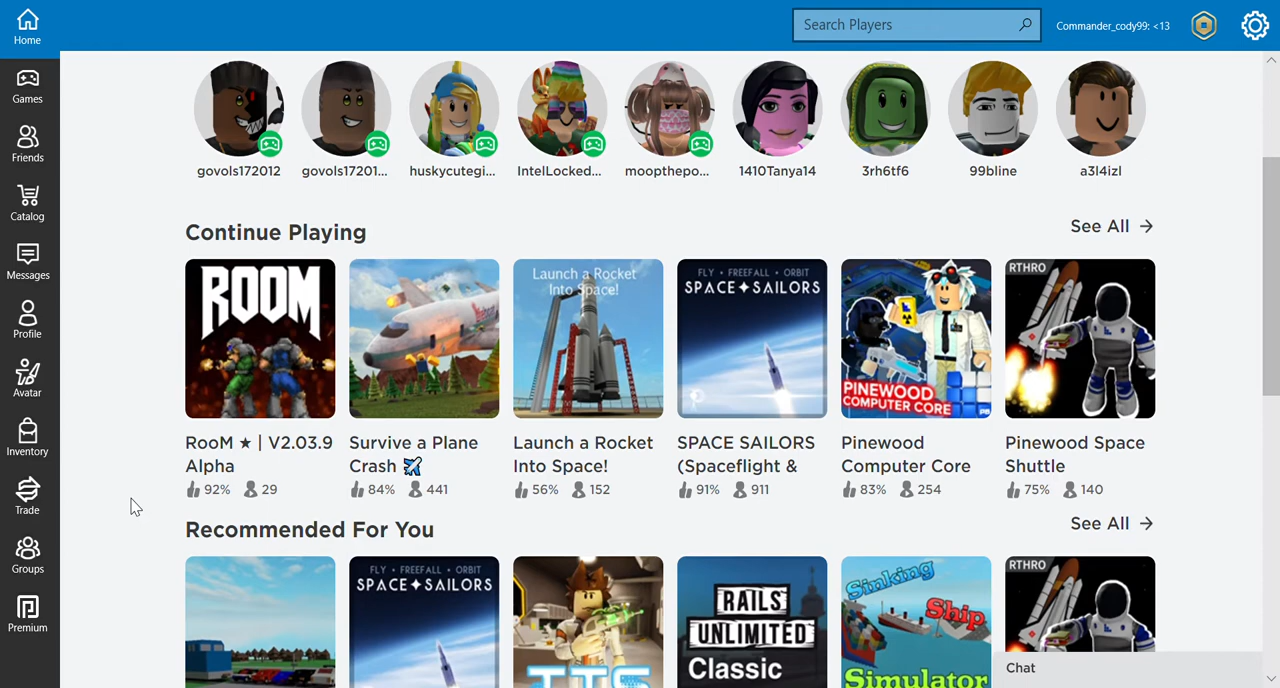 Home
Search Players
Commander_cody99: <13
Games
Friends
Catalog
Messages
Profile
Avatar
Inventory
Trade
Groups
Premium
govols172012
govols17201...
huskycutegi...
IntelLocked...
moopthepo...
1410Tanya14
3rh6tf6
99bline
a3l4izl
Continue Playing
See All →
ROOM
Launch a Rocket
Into Space!
FLY • FREEFALL • ORBIT
SPACE✦SAILORS
PINEWOOD
COMPUTER CORE
RTHRO
RooM ★ | V2.03.9
Alpha
92% 29
Survive a Plane
Crash ✈
84% 441
Launch a Rocket
Into Space!
56% 152
SPACE SAILORS
(Spaceflight &
91% 911
Pinewood
Computer Core
83% 254
Pinewood Space
Shuttle
75% 140
Recommended For You
See All →
FLY • FREEFALL • ORBIT
SPACE✦SAILORS
TTS
RAILS
UNLIMITED
Classic
Sinking
Ship
Simulator
RTHRO
Chat